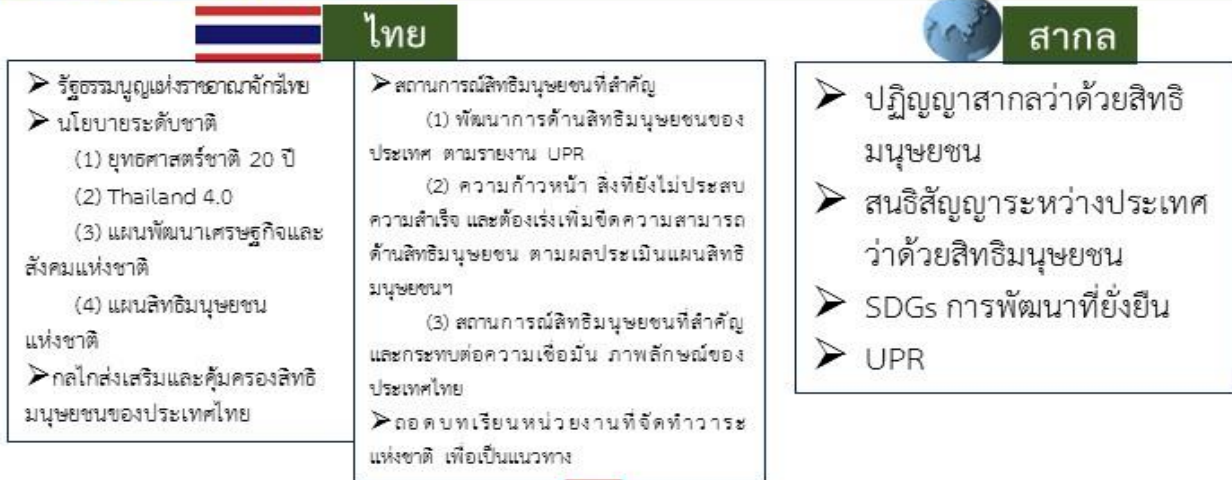 ไทย
➢ รัฐธรรมนูญแห่งราชอาณาจักรไทย
➢ นโยบายระดับชาติ
(1) ยุทธศาสตร์ชาติ 20 ปี
(2) Thailand 4.0
(3) แผนพัฒนาเศรษฐกิจและ
สังคมแห่งชาติ
(4) แผนสิทธิมนุษยชน
แห่งชาติ
➢กลไกส่งเสริมและคุ้มครองสิทธิ
มนุษยชนของประเทศไทย
➢สถานการณ์สิทธิมนุษยชนที่สำคัญ
(1) พัฒนาการด้านสิทธิมนุษยชนของ
ประเทศ ตามรายงาน UPR
(2) ความก้าวหน้า สิ่งที่ยังไม่ประสบ
ความสำเร็จ และต้องเร่งเพิ่มขีดความสามารถ
ด้านสิทธิมนุษยชน ตามผลประเมินแผนสิทธิ
มนุษยชนฯ
(3) สถานการณ์สิทธิมนุษยชนที่สำคัญ
และกระทบต่อความเชื่อมั่น ภาพลักษณ์ของ
ประเทศไทย
➢ถอดบทเรียนหน่วยงานที่จัดทำวาระ
แห่งชาติ เพื่อเป็นแนวทาง
สากล
➢ ปฏิญญาสากลว่าด้วยสิทธิ
มนุษยชน
➢ สนธิสัญญาระหว่างประเทศ
ว่าด้วยสิทธิมนุษยชน
➢ SDGs การพัฒนาที่ยั่งยืน
➢ UPR